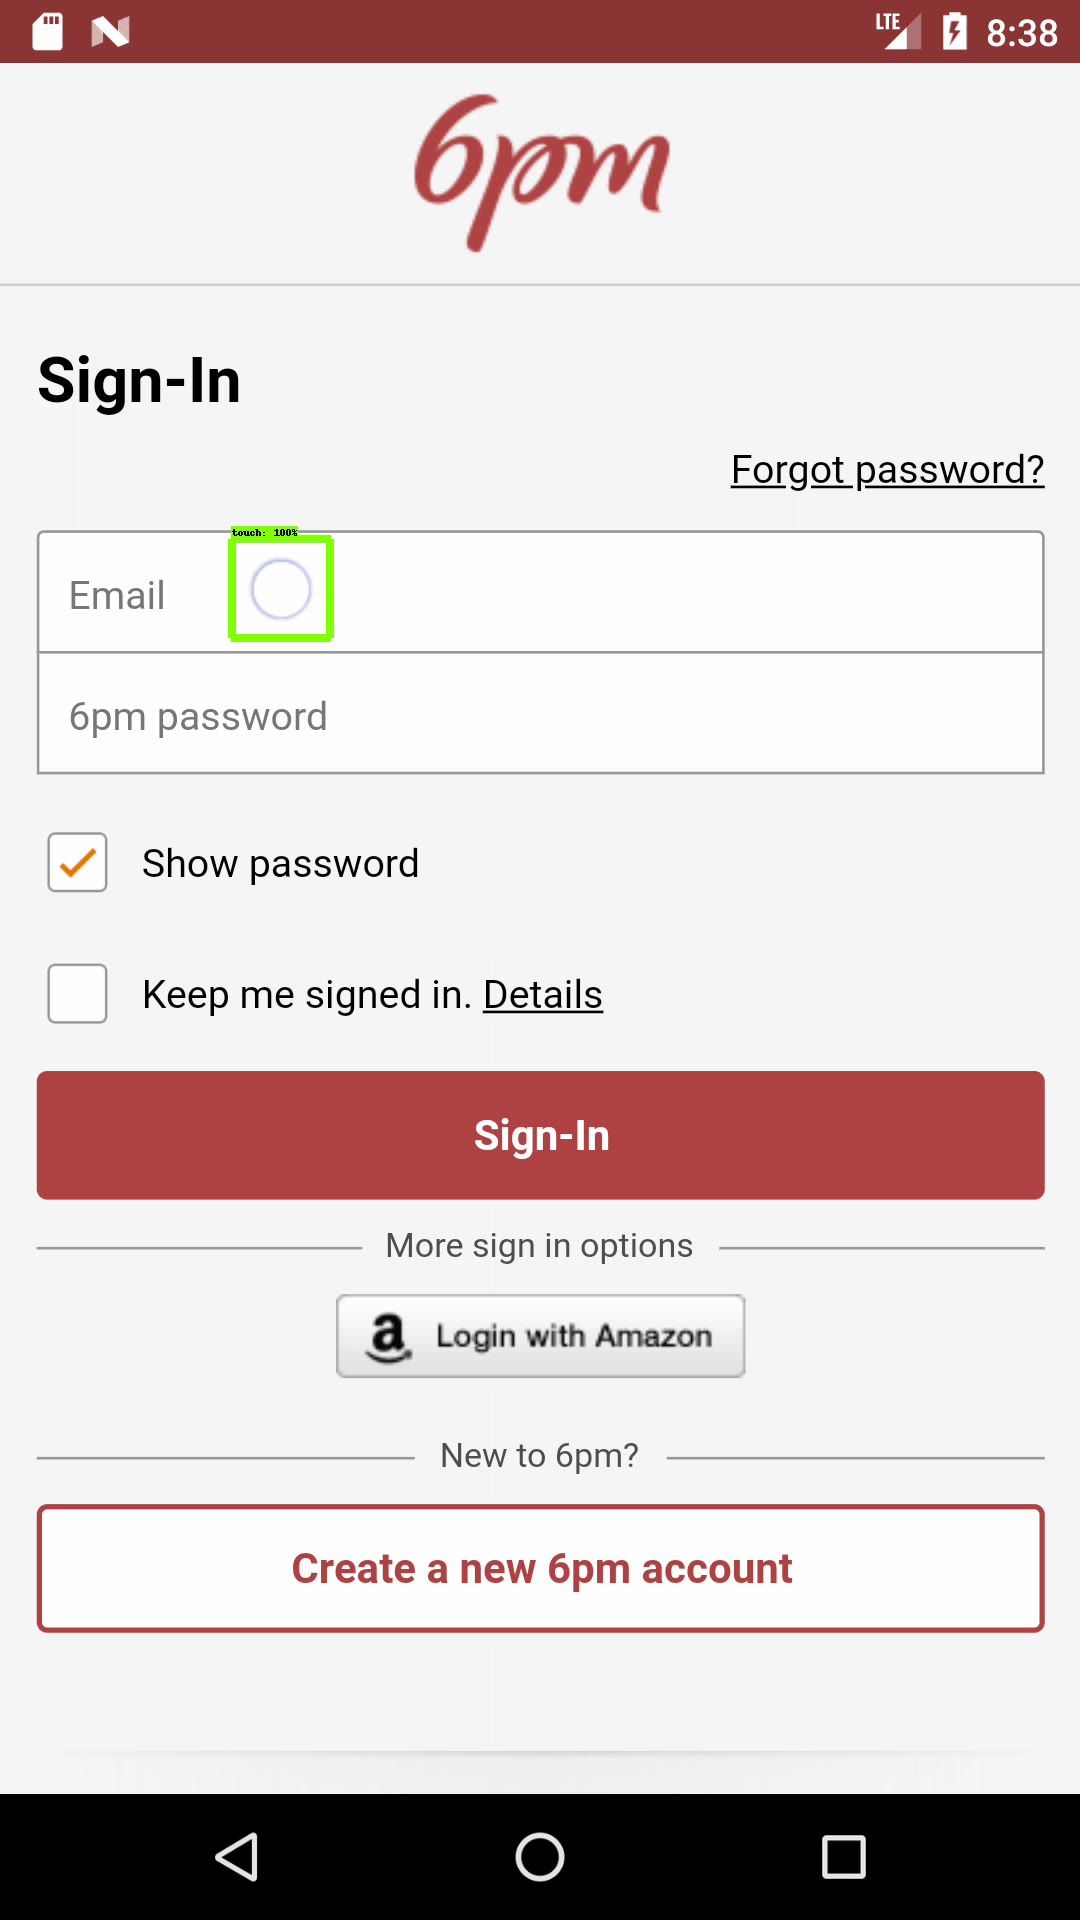 LTE 8:38
6pm
Sign-In
Forgot password?
touch: 100%
Email
6pm password
Show password
Keep me signed in. Details
Sign-In
More sign in options
a Login with Amazon
New to 6pm?
Create a new 6pm account